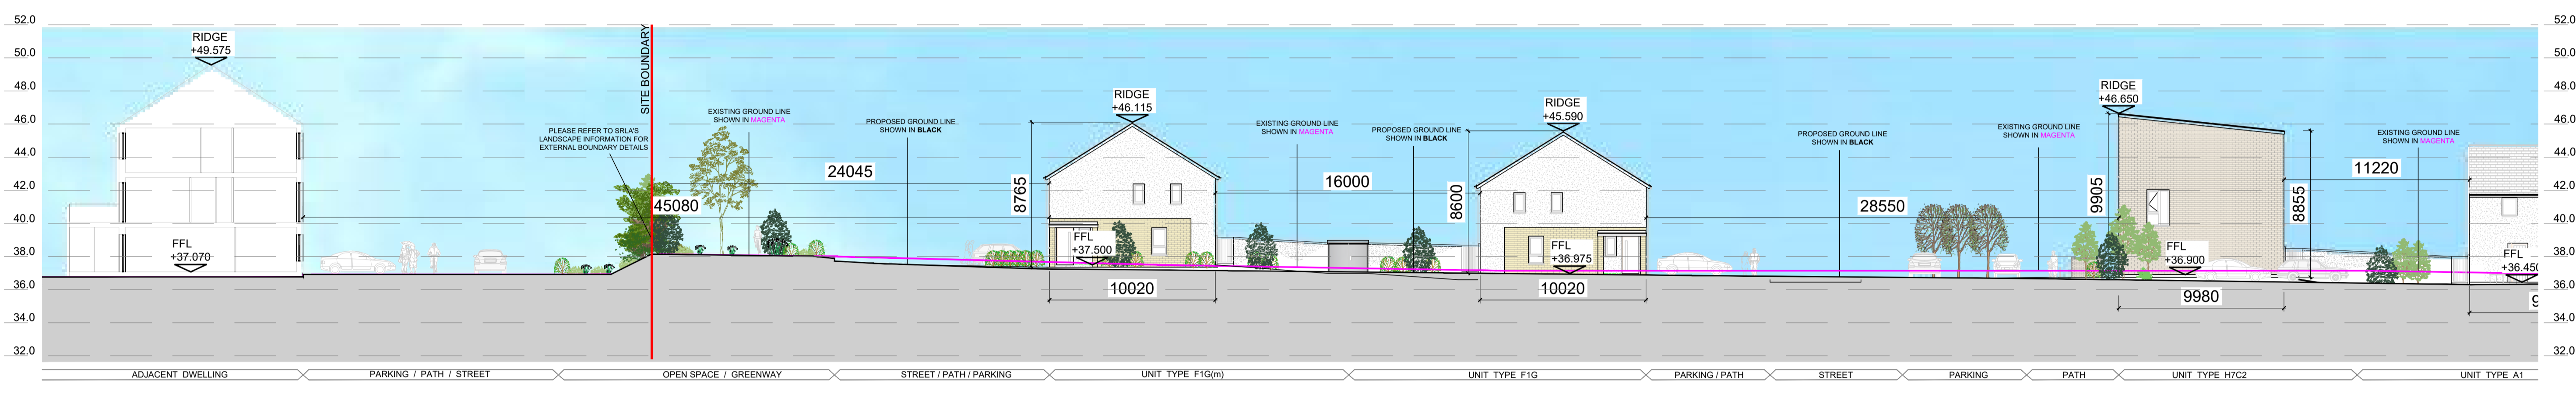 52.0
50.0
48.0
46.0
44.0
42.0
40.0
38.0
36.0
34.0
32.0
RIDGE
+49.575
FFL
+37.070
SITE BOUNDARY
PLEASE REFER TO SRLA'S
LANDSCAPE INFORMATION FOR
EXTERNAL BOUNDARY DETAILS
45080
EXISTING GROUND LINE
SHOWN IN MAGENTA
24045
PROPOSED GROUND LINE
SHOWN IN BLACK
8765
RIDGE
+46.115
FFL
+37.500
10020
EXISTING GROUND LINE
SHOWN IN MAGENTA
16000
PROPOSED GROUND LINE
SHOWN IN BLACK
8600
RIDGE
+45.590
FFL
+36.975
10020
PROPOSED GROUND LINE
SHOWN IN BLACK
28550
EXISTING GROUND LINE
SHOWN IN MAGENTA
9905
RIDGE
+46.650
FFL
+36.900
9980
8855
11220
EXISTING GROUND LINE
SHOWN IN MAGENTA
FFL
+36.450
52.0
50.0
48.0
46.0
44.0
42.0
40.0
38.0
36.0
34.0
32.0
ADJACENT DWELLING
PARKING / PATH / STREET
OPEN SPACE / GREENWAY
STREET / PATH / PARKING
UNIT TYPE F1G(m)
UNIT TYPE F1G
PARKING / PATH
STREET
PARKING
PATH
UNIT TYPE H7C2
UNIT TYPE A1